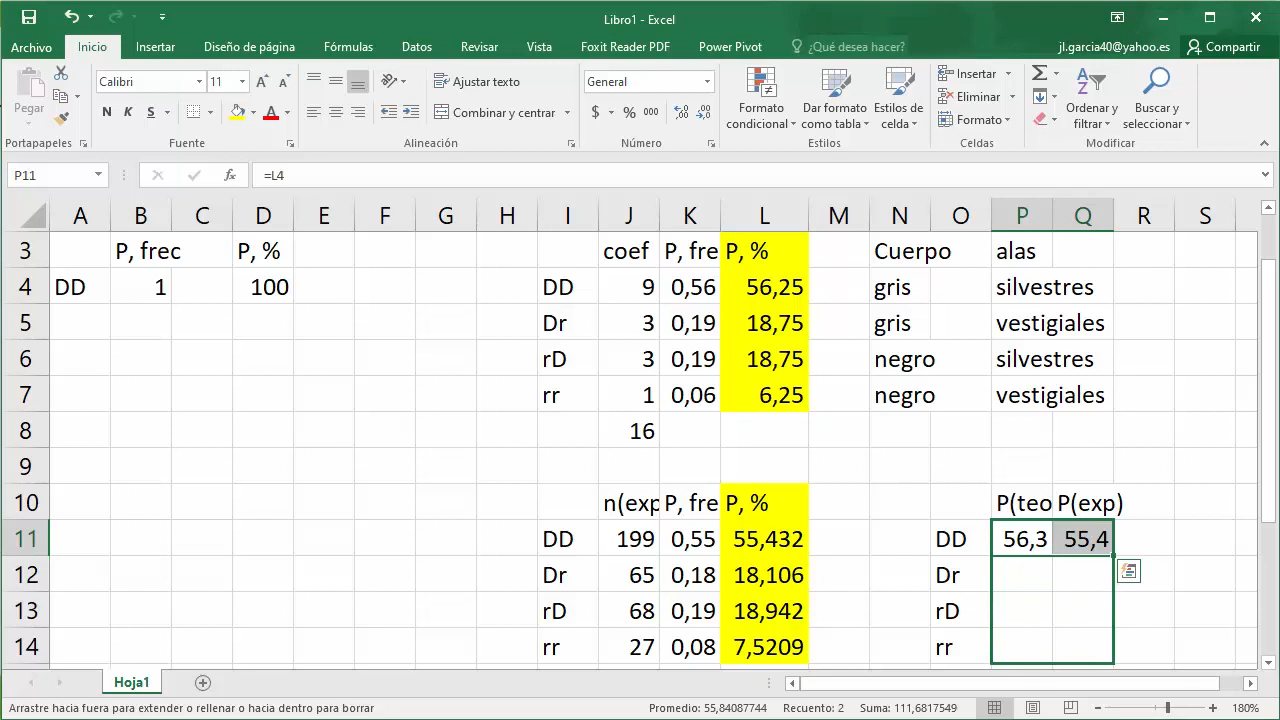 Libro1 - Excel
Archivo Inicio Insertar Diseño de página Fórmulas Datos Revisar Vista Foxit Reader PDF Power Pivot ¿Qué desea hacer? jl.garcia40@yahoo.es Compartir
Pegar
Calibri 11
N K S
Ajustar texto
Combinar y centrar
General
$ % 000
Formato condicional
Dar formato como tabla
Estilos de celda
Insertar
Eliminar
Formato
Ordenar y filtrar
Buscar y seleccionar
Portapapeles Fuente Alineación Número Estilos Celdas Modificar
P11 fx =L4
A B C D E F G H I J K L M N O P Q R S
3 P, frec P, % coef P, fre P, % Cuerpo alas
4 DD 1 100 DD 9 0,56 56,25 gris silvestres
5 Dr 3 0,19 18,75 gris vestigiales
6 rD 3 0,19 18,75 negro silvestres
7 rr 1 0,06 6,25 negro vestigiales
8 16
9
10 n(exp P, fre P, % P(teo P(exp)
11 DD 199 0,55 55,432 DD 56,3 55,4
12 Dr 65 0,18 18,106 Dr
13 rD 68 0,19 18,942 rD
14 rr 27 0,08 7,5209 rr
Hoja1
Arrastre hacia fuera para extender o rellenar o hacia dentro para borrar Promedio: 55,84087744 Recuento: 2 Suma: 111,6817549 180%